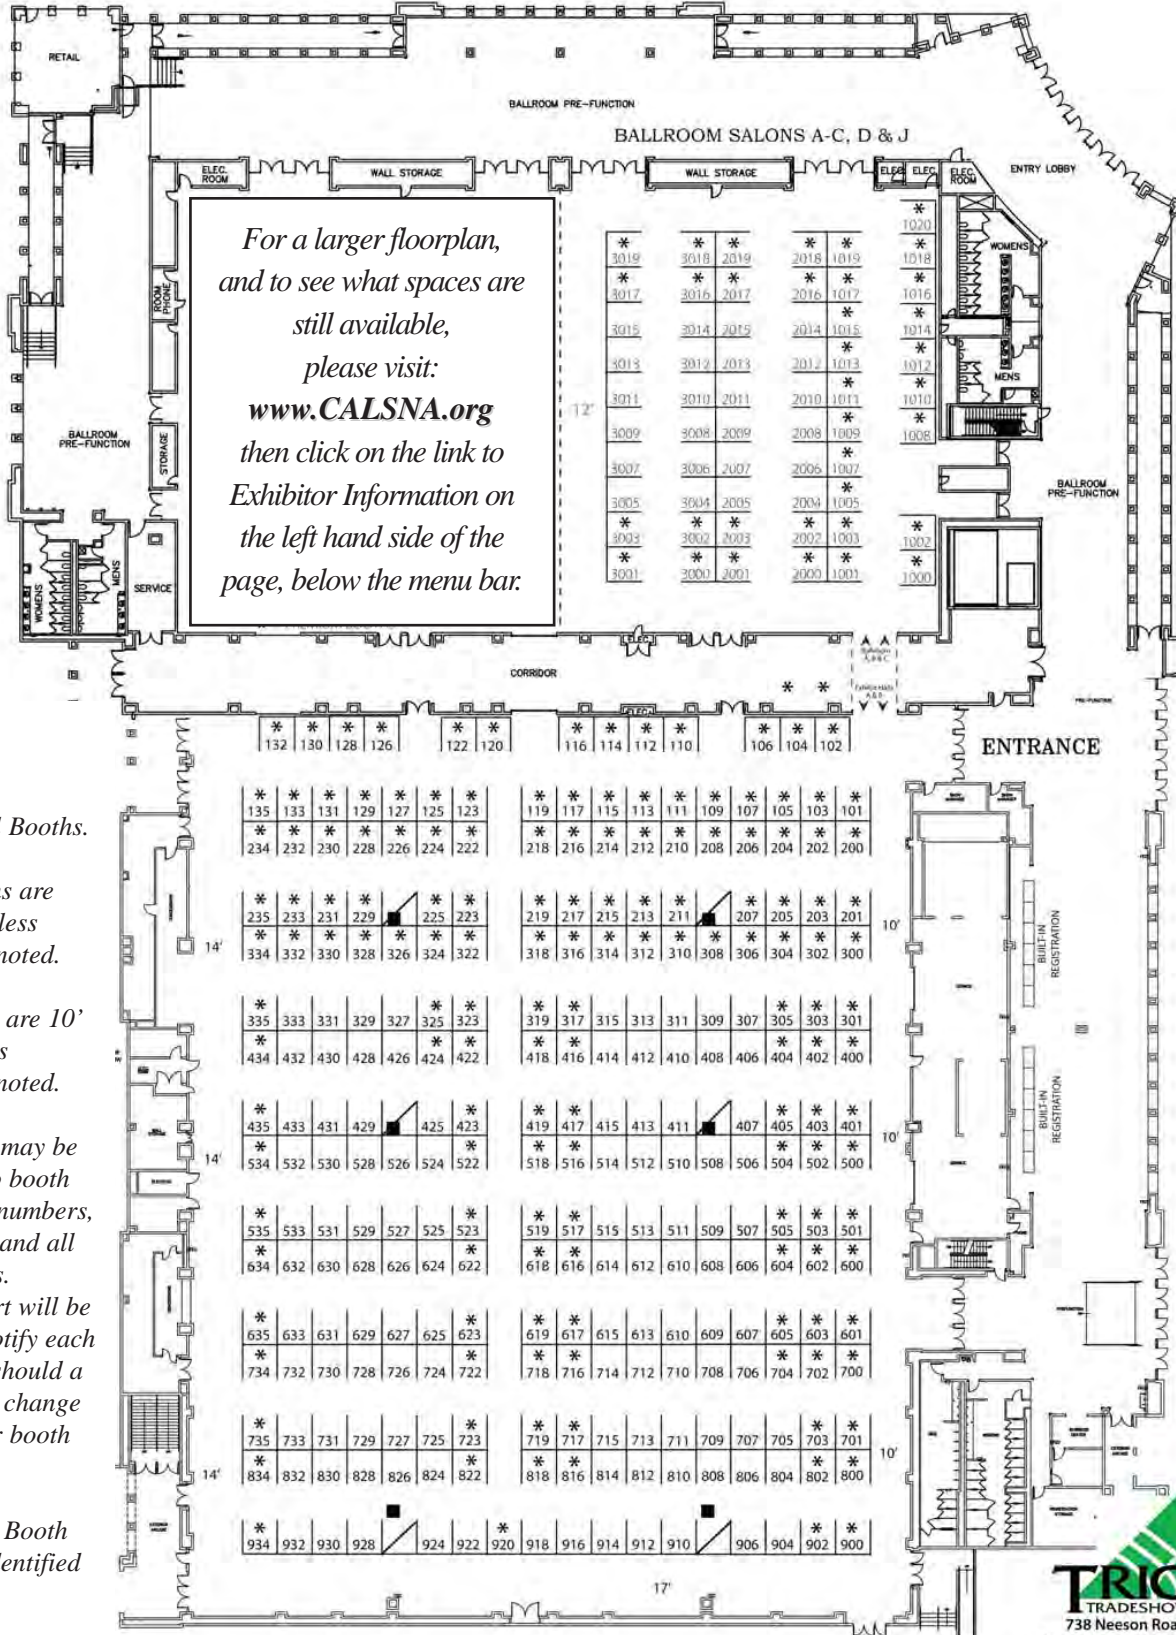 RETAIL
BALLROOM PRE-FUNCTION
BALLROOM SALONS A-C, D & J
ELEC. ROOM
WALL STORAGE
WALL STORAGE
ELEC
ELEC
ELEC. ROOM
ENTRY LOBBY
For a larger floorplan,
and to see what spaces are
still available,
please visit:
www.CALSNA.org
then click on the link to
Exhibitor Information on
the left hand side of the
page, below the menu bar.
ROOM PHONE
STORAGE
BALLROOM
PRE-FUNCTION
WOMENS
MENS
SERVICE
12'
* 1020
* 3019 * 3018 * 2019 * 2018 * 1019 * 1018
* 3017 * 3016 * 2017 * 2016 * 1017 * 1016
3015 3014 2015 2014 * 1015 * 1014
3013 3012 2013 2012 * 1013 * 1012
3011 3010 2011 2010 * 1011 * 1010
3009 3008 2009 2008 * 1009 * 1008
3007 3006 2007 2006 * 1007
3005 3004 2005 2004 * 1005
* 3003 * 3002 * 2003 * 2002 * 1003 * 1002
* 3001 * 3000 * 2001 * 2000 * 1001 * 1000
WOMENS
MENS
BALLROOM
PRE-FUNCTION
ELEC
CORRIDOR
ELEC
* *
Exhibit Halls
A & B
PRE-FUNCTION
ENTRANCE
* * * * * * * * * * * * *
132 130 128 126 122 120 116 114 112 110 106 104 102
* * * * * * * * * * * * * * * * *
135 133 131 129 127 125 123 119 117 115 113 111 109 107 105 103 101
* * * * * * * * * * * * * * * * *
234 232 230 228 226 224 222 218 216 214 212 210 208 206 204 202 200
* * * * * * * * * * * * * * *
235 233 231 229 225 223 219 217 215 213 211 207 205 203 201
* * * * * * * * * * * * * * * * *
334 332 330 328 326 324 322 318 316 314 312 310 308 306 304 302 300
14'
10'
* * * * * * * *
335 333 331 329 327 325 323 319 317 315 313 311 309 307 305 303 301
* * * * * * * *
434 432 430 428 426 424 422 418 416 414 412 410 408 406 404 402 400
* * * * * * *
435 433 431 429 425 423 419 417 415 413 411 407 405 403 401
* * * * * * *
534 532 530 528 526 524 522 518 516 514 512 510 508 506 504 502 500
14'
10'
* * * * * * *
535 533 531 529 527 525 523 519 517 515 513 511 509 507 505 503 501
* * * * * * *
634 632 630 628 626 624 622 618 616 614 612 610 608 606 604 602 600
* * * * * * *
635 633 631 629 627 625 623 619 617 615 613 610 609 607 605 603 601
* * * * * * *
734 732 730 728 726 724 722 718 716 714 712 710 708 706 704 702 700
* * * * * *
735 733 731 729 727 725 723 719 717 715 713 711 709 707 705 703 701
* * * * * *
834 832 830 828 826 824 822 818 816 814 812 810 808 806 804 802 800
14'
10'
* * * *
934 932 930 928 924 922 920 918 916 914 912 910 906 904 902 900
17'
BUILT-IN
REGISTRATION
BUILT-IN
REGISTRATION
Booths.
are
less
noted.
are 10'
noted.
may be
booth
numbers,
and all
s.
rt will be
otify each
should a
change
booth
Booth
dentified
TRIC
TRADESHO
738 Neeson Roa